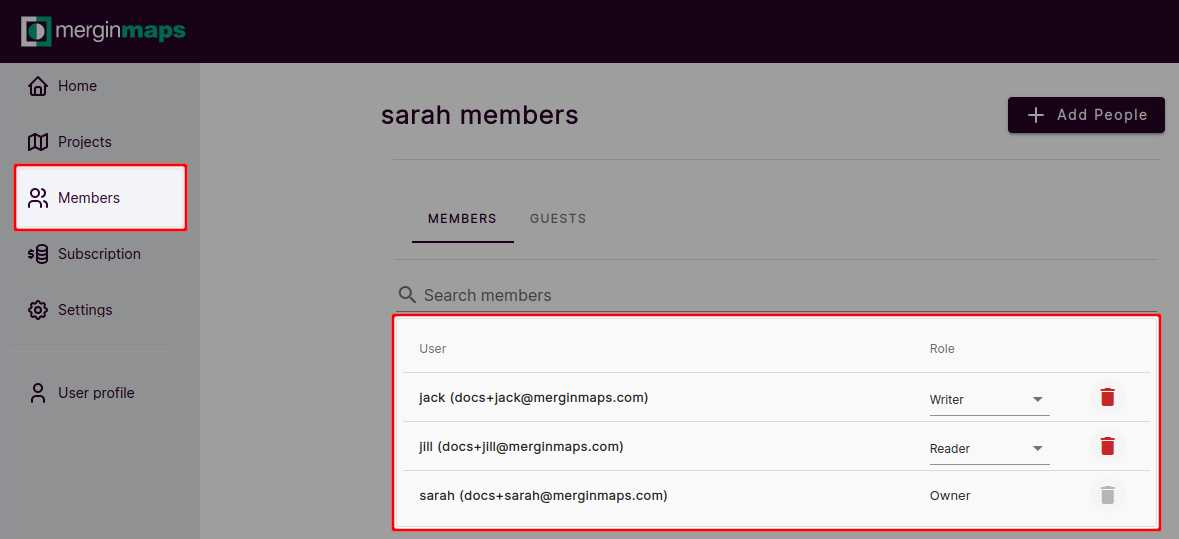 merginmaps
Home
Projects
Members
Subscription
Settings
User profile
sarah members
Add People
MEMBERS GUESTS
Search members
User Role
jack (docs+jack@merginmaps.com) Writer
jill (docs+jill@merginmaps.com) Reader
sarah (docs+sarah@merginmaps.com) Owner